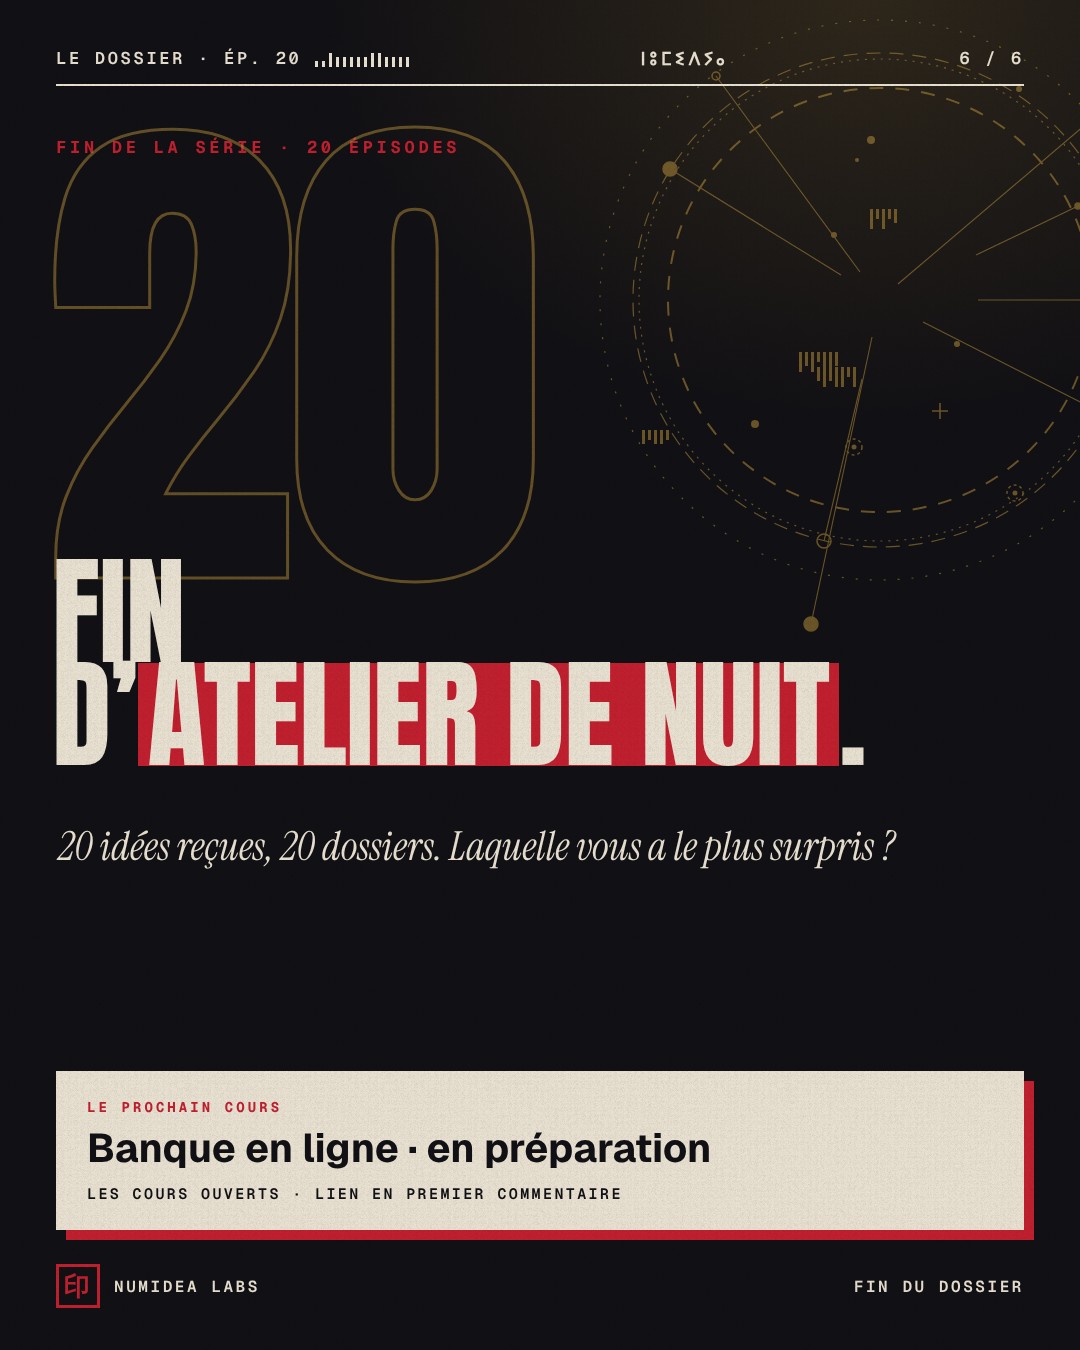 LE DOSSIER · ÉP. 20
ⵏⵓⵎⵉⴹⵢⴰ
6 / 6
FIN DE LA SÉRIE · 20 ÉPISODES
20
FIN
D’ATELIER DE NUIT.
20 idées reçues, 20 dossiers. Laquelle vous a le plus surpris ?
LE PROCHAIN COURS
Banque en ligne · en préparation
LES COURS OUVERTS · LIEN EN PREMIER COMMENTAIRE
印
NUMIDEA LABS
FIN DU DOSSIER